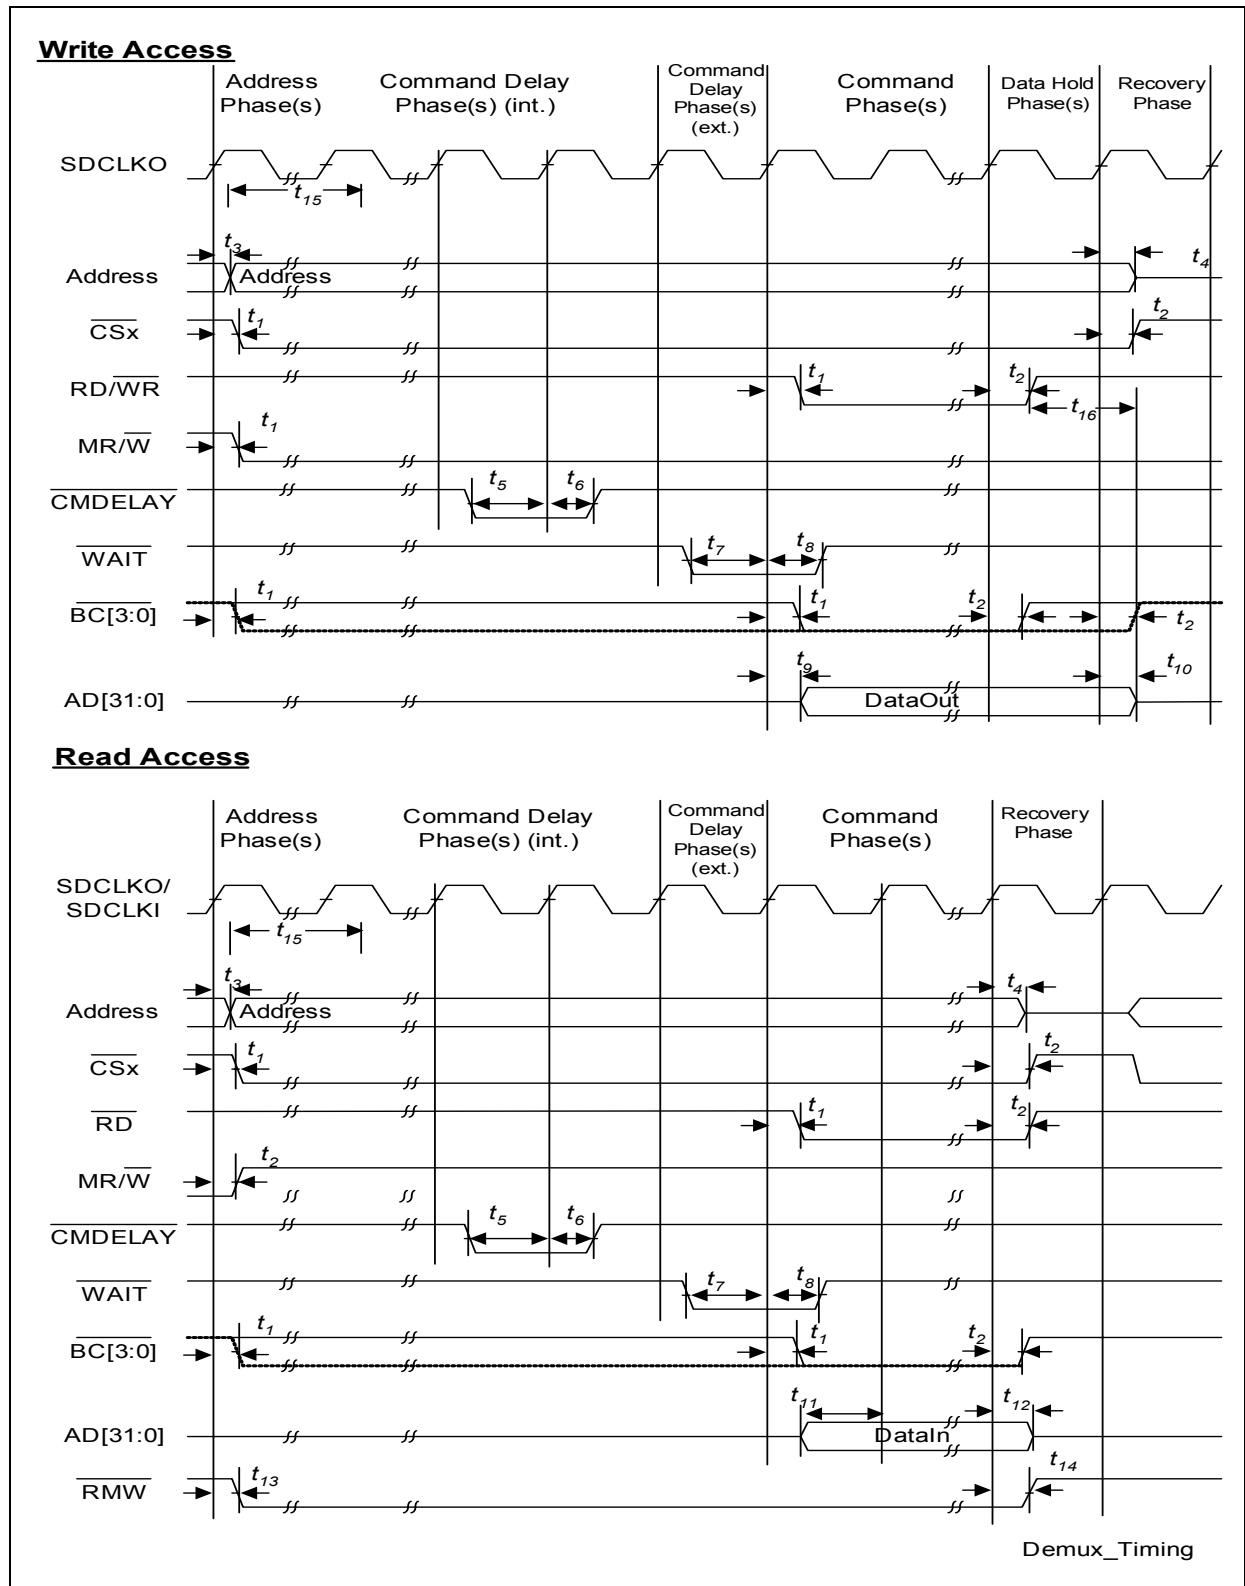 Write Access
Address
Phase(s)
Command Delay
Phase(s) (int.)
Command
Delay
Phase(s)
(ext.)
Command
Phase(s)
Data Hold
Phase(s)
Recovery
Phase
SDCLKO
t15
t3
Address
Address
t4
CSx
t1
t2
RD/WR
t1
t2
t16
MR/W
t1
CMDELAY
t5
t6
WAIT
t7
t8
BC[3:0]
t1
t1
t2
t2
AD[31:0]
t9
DataOut
t10
Read Access
Address
Phase(s)
Command Delay
Phase(s) (int.)
Command
Delay
Phase(s)
(ext.)
Command
Phase(s)
Recovery
Phase
SDCLKO/
SDCLKI
t15
t3
Address
Address
t4
CSx
t1
t2
RD
t1
t2
MR/W
t2
CMDELAY
t5
t6
WAIT
t7
t8
BC[3:0]
t1
t1
t2
AD[31:0]
t11
DataIn
t12
RMW
t13
t14
Demux_Timing